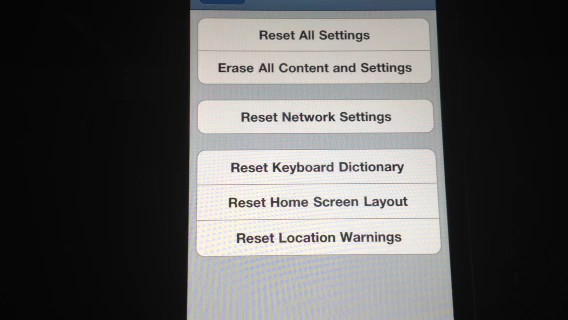 Reset All Settings
Erase All Content and Settings
Reset Network Settings
Reset Keyboard Dictionary
Reset Home Screen Layout
Reset Location Warnings